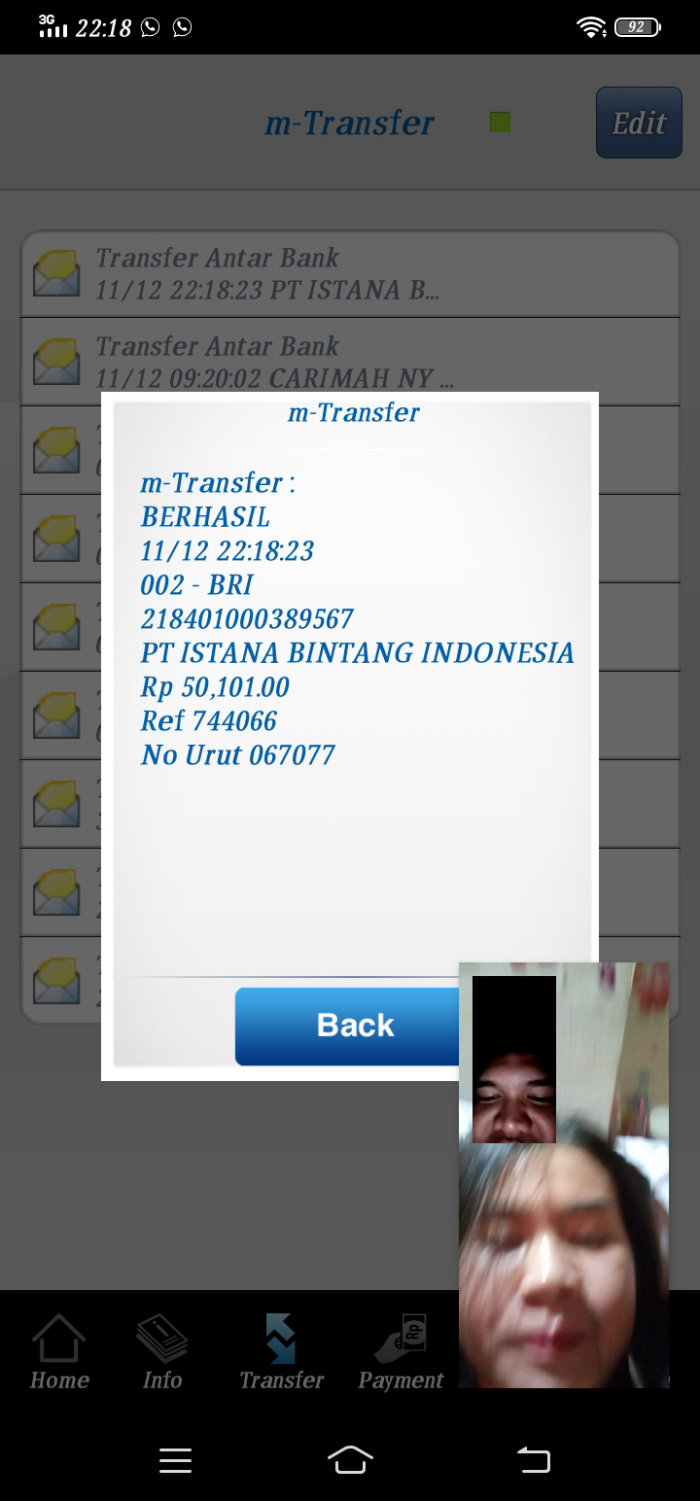 3G 22:18 92
m-Transfer
Edit
Transfer Antar Bank
11/12 22:18:23 PT ISTANA B...
Transfer Antar Bank
11/12 09:20:02 CARIMAH NY ...
m-Transfer
m-Transfer :
BERHASIL
11/12 22:18:23
002 - BRI
218401000389567
PT ISTANA BINTANG INDONESIA
Rp 50,101.00
Ref 744066
No Urut 067077
Back
Rp
Home Info Transfer Payment